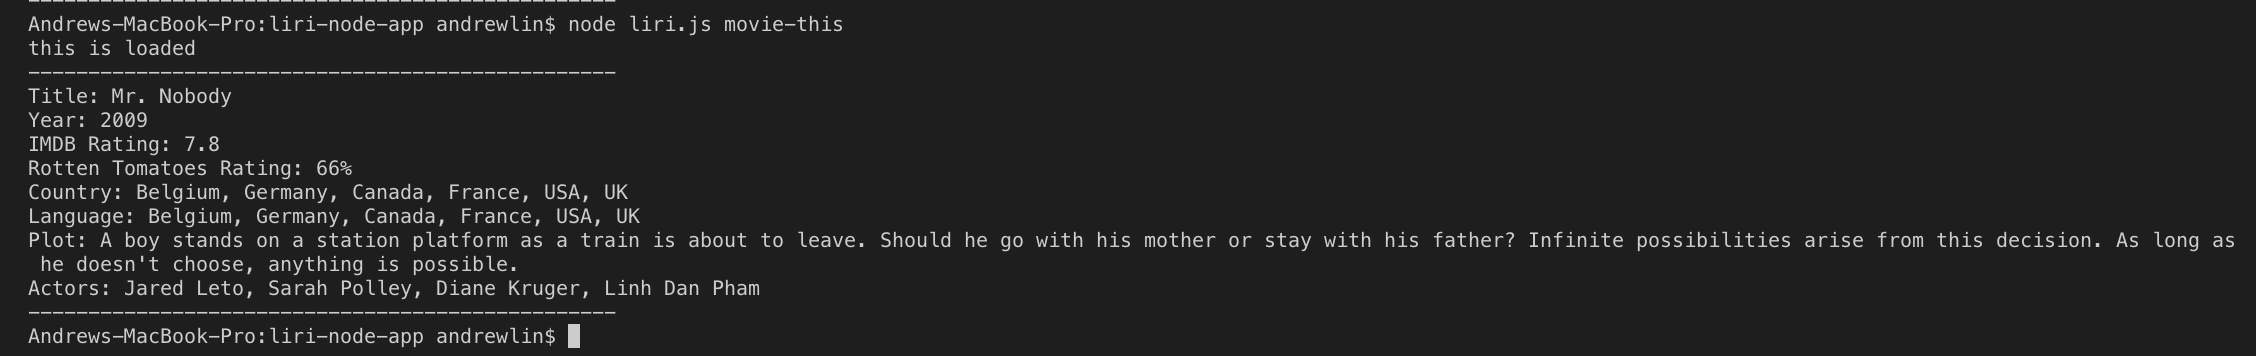 ------------------------------------------------
Andrews-MacBook-Pro:liri-node-app andrewlin$ node liri.js movie-this
this is loaded
------------------------------------------------
Title: Mr. Nobody
Year: 2009
IMDB Rating: 7.8
Rotten Tomatoes Rating: 66%
Country: Belgium, Germany, Canada, France, USA, UK
Language: Belgium, Germany, Canada, France, USA, UK
Plot: A boy stands on a station platform as a train is about to leave. Should he go with his mother or stay with his father? Infinite possibilities arise from this decision. As long as
he doesn't choose, anything is possible.
Actors: Jared Leto, Sarah Polley, Diane Kruger, Linh Dan Pham
------------------------------------------------
Andrews-MacBook-Pro:liri-node-app andrewlin$